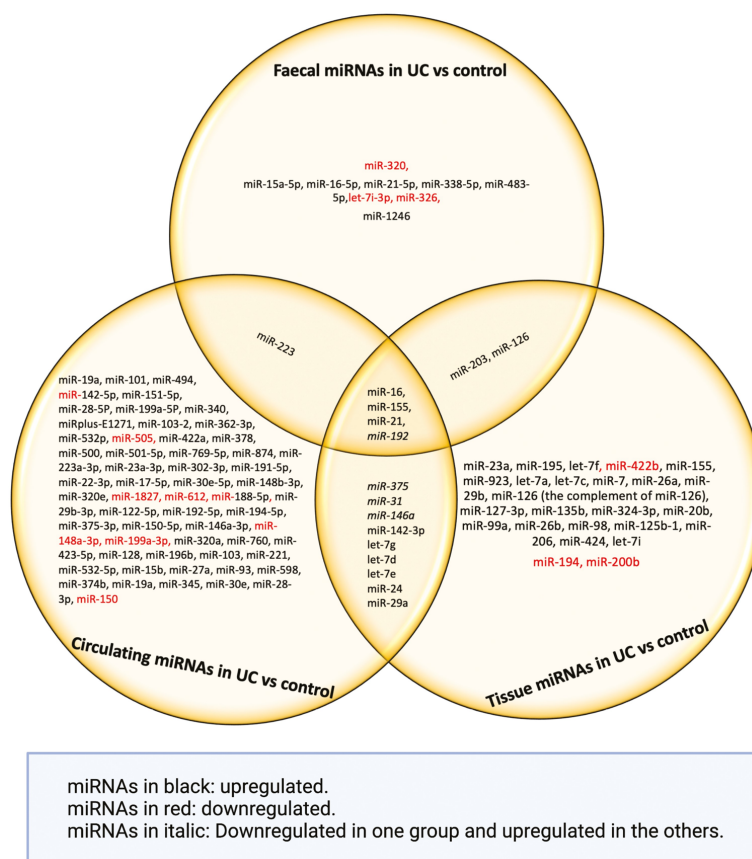 Faecal miRNAs in UC vs control
miR-320,
miR-15a-5p, miR-16-5p, miR-21-5p, miR-338-5p, miR-483-
5p,let-7i-3p, miR-326,
miR-1246
miR-223
miR-203, miR-126
miR-16,
miR-155,
miR-21,
miR-192
miR-19a, miR-101, miR-494,
miR-142-5p, miR-151-5p,
miR-28-5P, miR-199a-5P, miR-340,
miRplus-E1271, miR-103-2, miR-362-3p,
miR-532p, miR-505, miR-422a, miR-378,
miR-500, miR-501-5p, miR-769-5p, miR-874, miR-
223a-3p, miR-23a-3p, miR-302-3p, miR-191-5p,
miR-22-3p, miR-17-5p, miR-30e-5p, miR-148b-3p,
miR-320e, miR-1827, miR-612, miR-188-5p, miR-
29b-3p, miR-122-5p, miR-192-5p, miR-194-5p,
miR-375-3p, miR-150-5p, miR-146a-3p, miR-
148a-3p, miR-199a-3p, miR-320a, miR-760, miR-
423-5p, miR-128, miR-196b, miR-103, miR-221,
miR-532-5p, miR-15b, miR-27a, miR-93, miR-598,
miR-374b, miR-19a, miR-345, miR-30e, miR-28-
3p, miR-150
miR-375
miR-31
miR-146a
miR-142-3p
let-7g
let-7d
let-7e
miR-24
miR-29a
miR-23a, miR-195, let-7f, miR-422b, miR-155,
miR-923, let-7a, let-7c, miR-7, miR-26a, miR-
29b, miR-126 (the complement of miR-126),
miR-127-3p, miR-135b, miR-324-3p, miR-20b,
miR-99a, miR-26b, miR-98, miR-125b-1, miR-
206, miR-424, let-7i
miR-194, miR-200b
Circulating miRNAs in UC vs control
Tissue miRNAs in UC vs control
miRNAs in black: upregulated.
miRNAs in red: downregulated.
miRNAs in italic: Downregulated in one group and upregulated in the others.